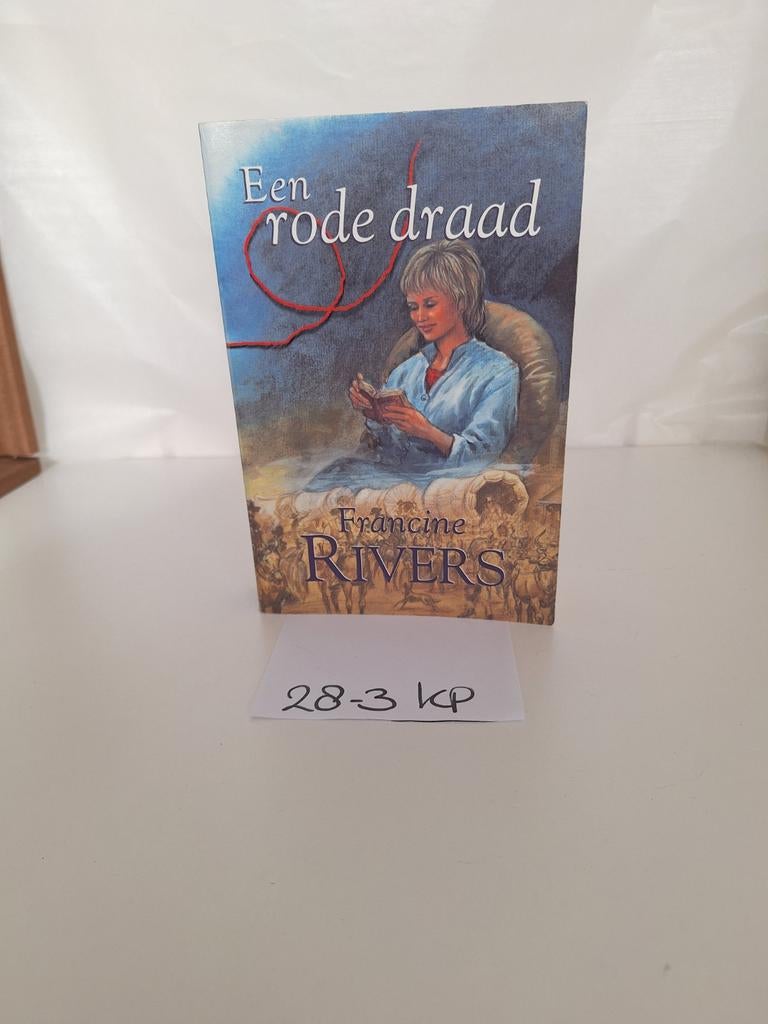 Een
rode draad
Francine
RIVERS
28-3 KP